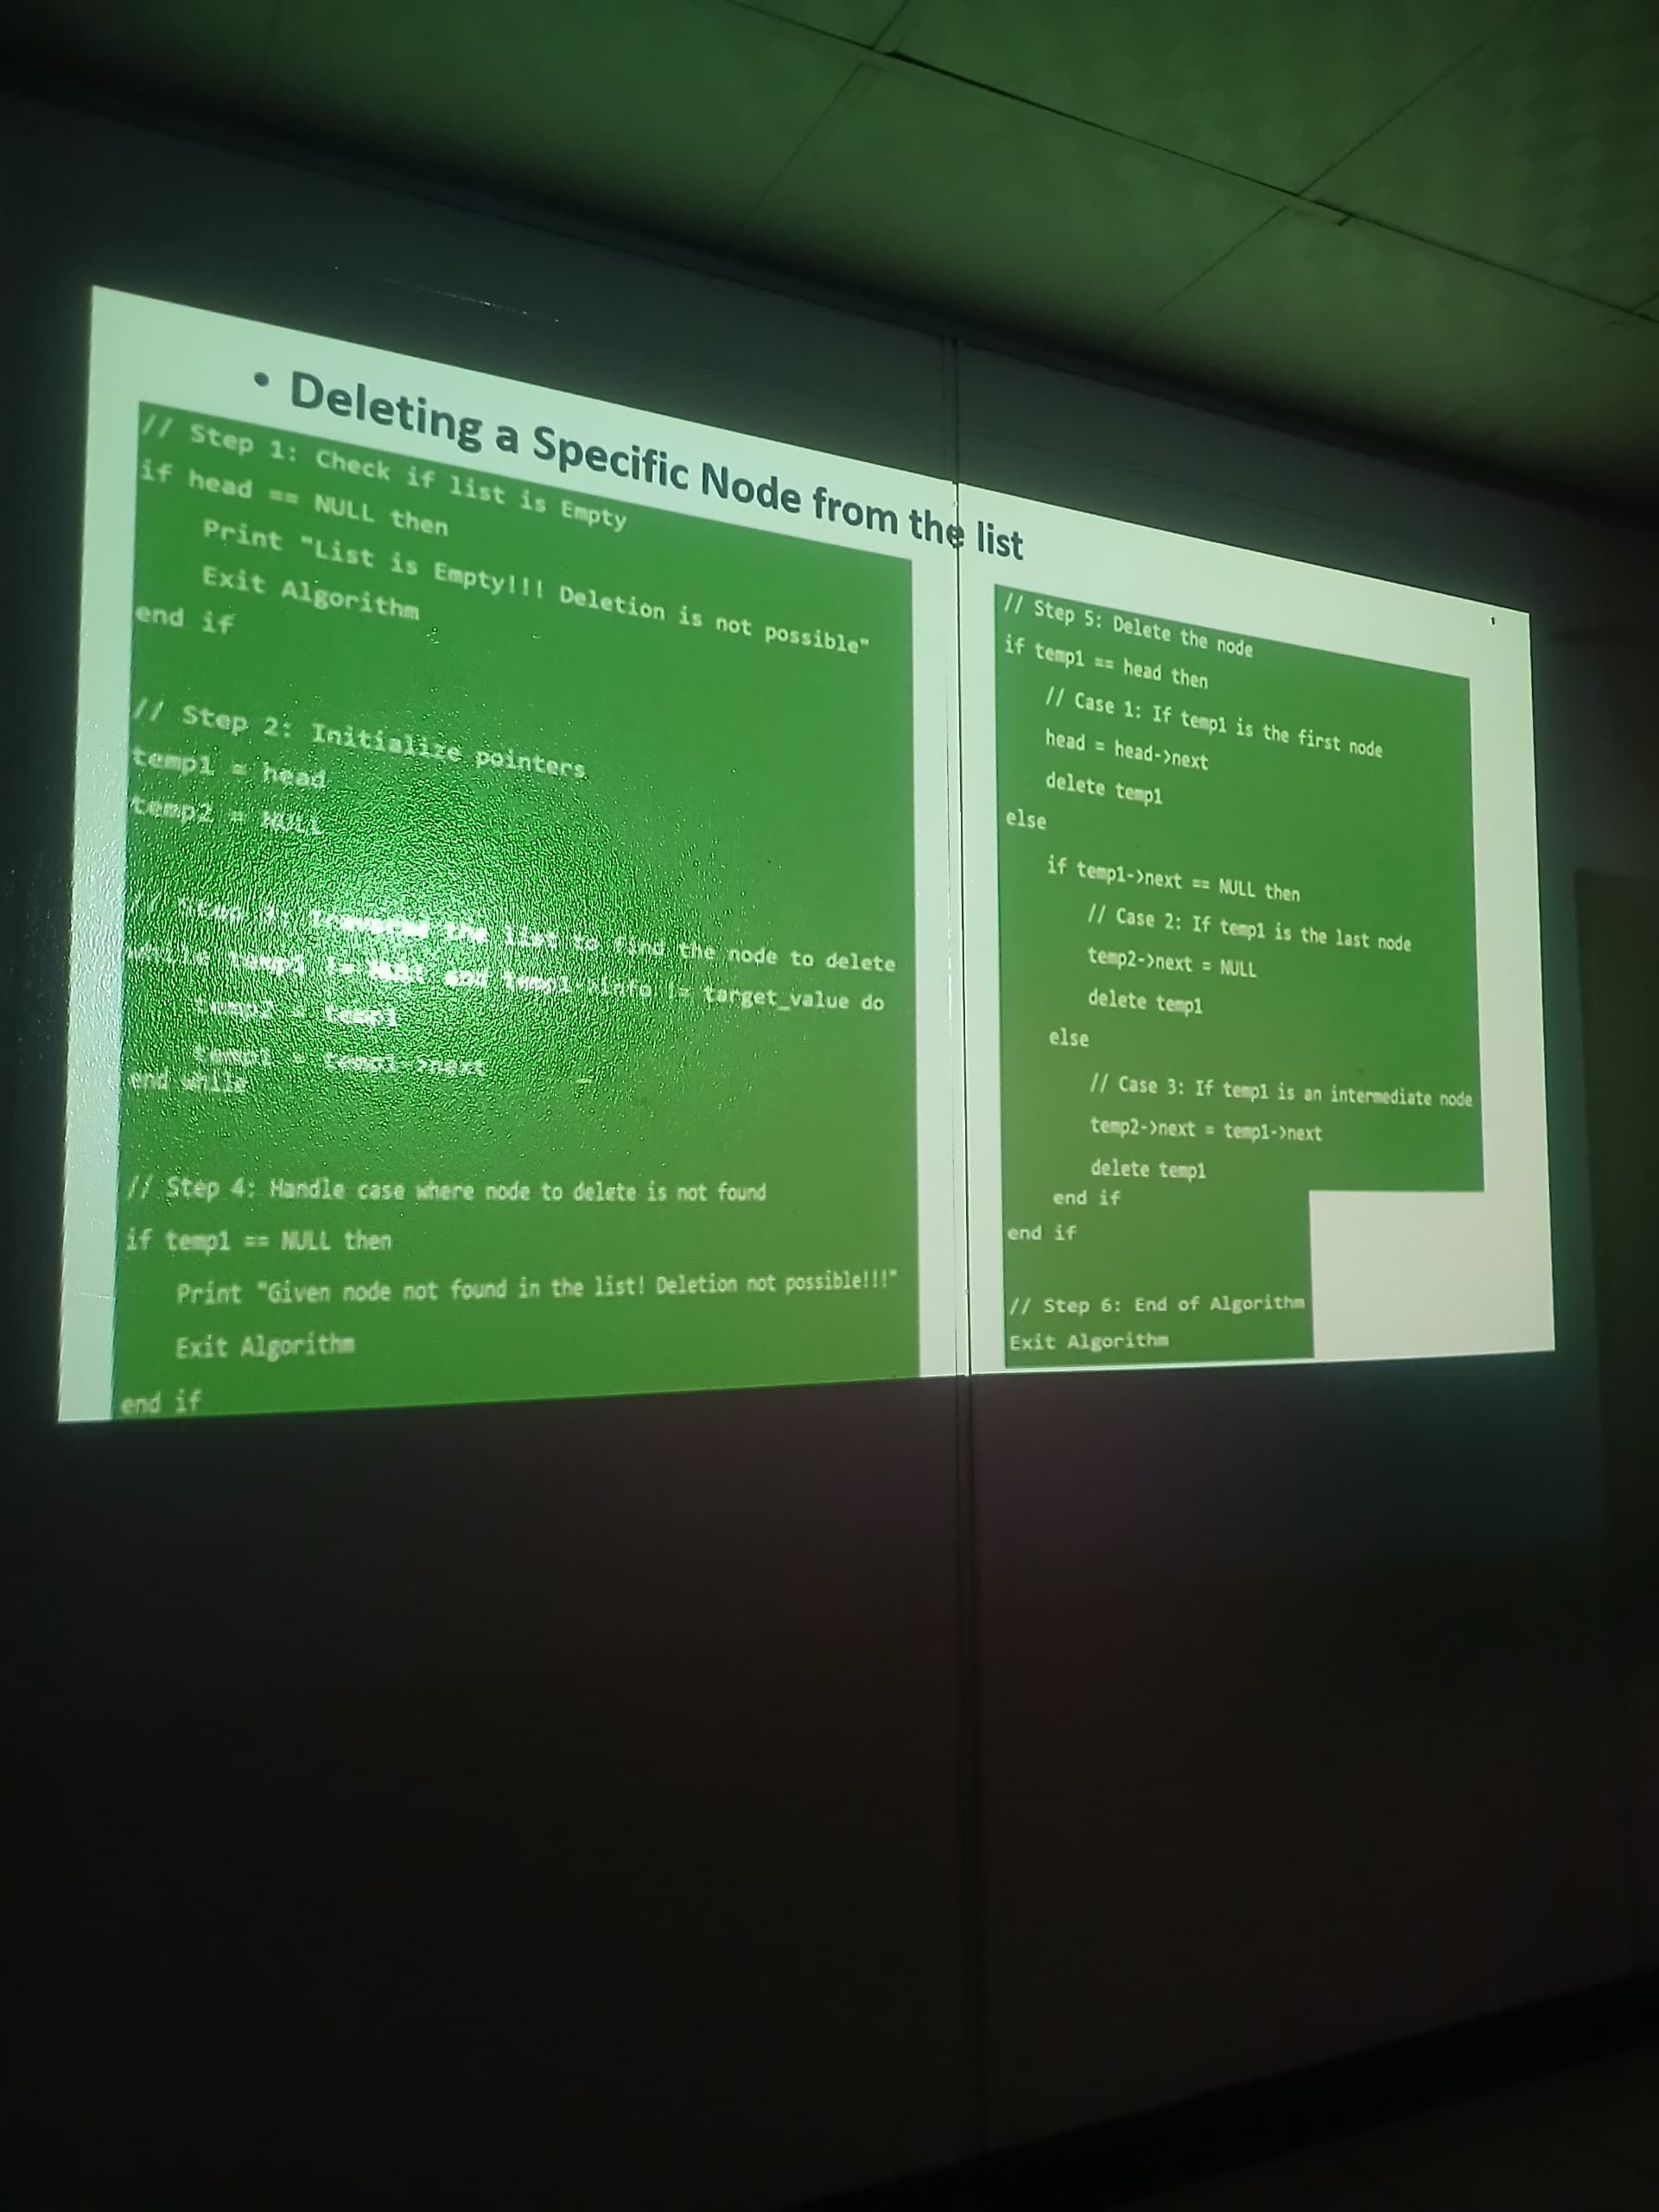 • Deleting a Specific Node from the list
// Step 1: Check if list is Empty
if head == NULL then
Print "List is Empty!!! Deletion is not possible"
Exit Algorithm
end if
// Step 2: Initialize pointers
temp1 = head
temp2 = NULL
// Step 3: Traverse the list to find the node to delete
while temp1 != NULL and temp1->info != target_value do
temp2 = temp1
temp1 = temp1->next
end while
// Step 4: Handle case where node to delete is not found
if temp1 == NULL then
Print "Given node not found in the list! Deletion not possible!!!"
Exit Algorithm
end if
// Step 5: Delete the node
if temp1 == head then
// Case 1: If temp1 is the first node
head = head->next
delete temp1
else
if temp1->next == NULL then
// Case 2: If temp1 is the last node
temp2->next = NULL
delete temp1
else
// Case 3: If temp1 is an intermediate node
temp2->next = temp1->next
delete temp1
end if
end if
// Step 6: End of Algorithm
Exit Algorithm